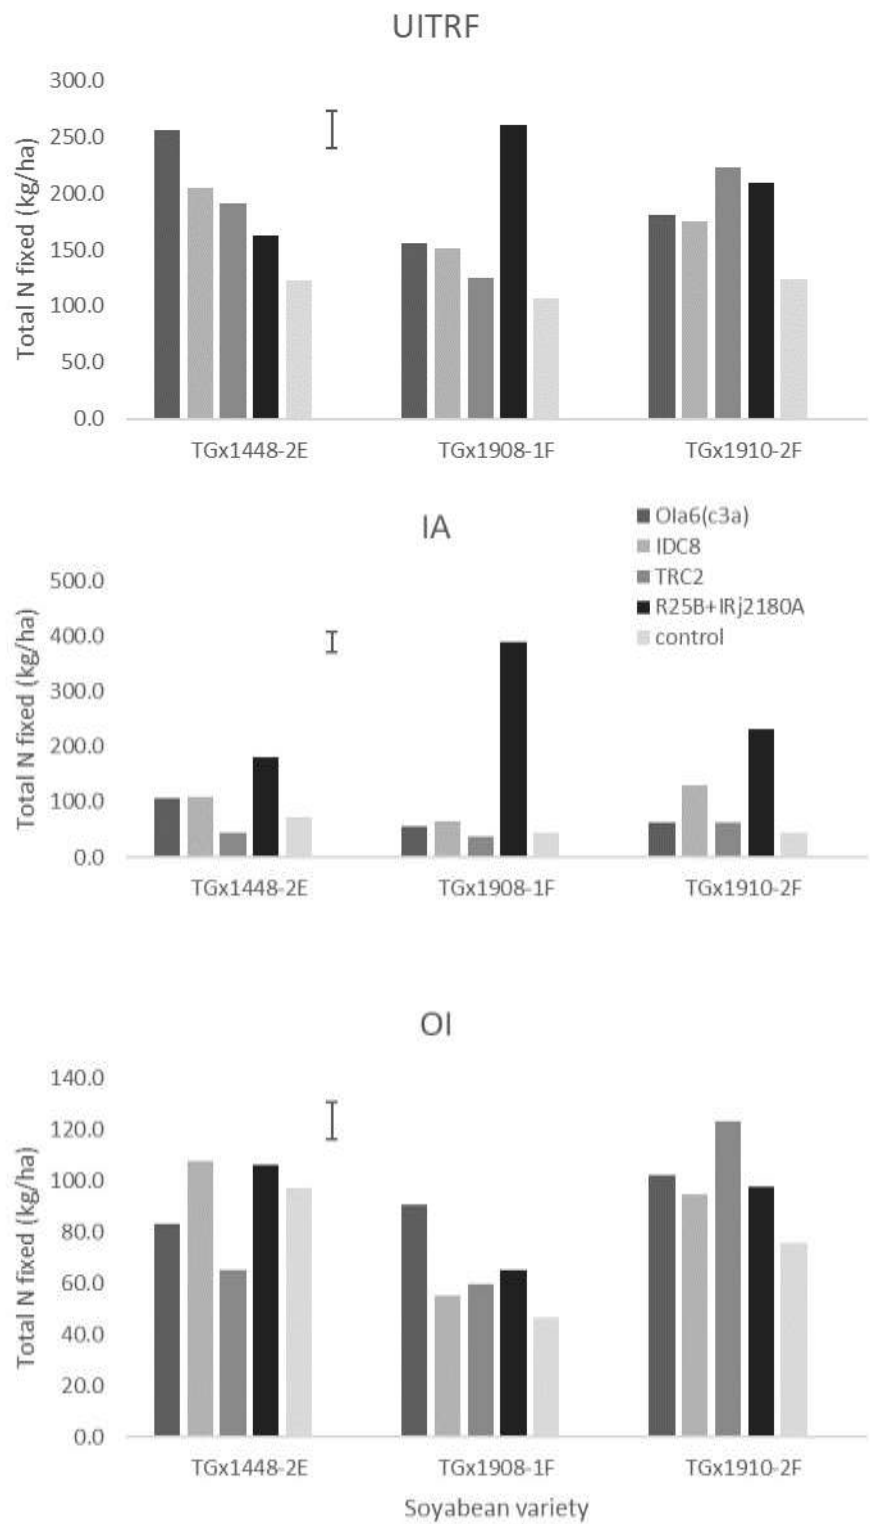 UITRF
Total N fixed (kg/ha)
300.0
250.0
200.0
150.0
100.0
50.0
0.0
TGx1448-2E TGx1908-1F TGx1910-2F
IA
Ola6(c3a)
IDC8
TRC2
R25B+IRj2180A
control
Total N fixed (kg/ha)
500.0
400.0
300.0
200.0
100.0
0.0
TGx1448-2E TGx1908-1F TGx1910-2F
OI
Total N fixed (kg/ha)
140.0
120.0
100.0
80.0
60.0
40.0
20.0
0.0
TGx1448-2E TGx1908-1F TGx1910-2F
Soyabean variety